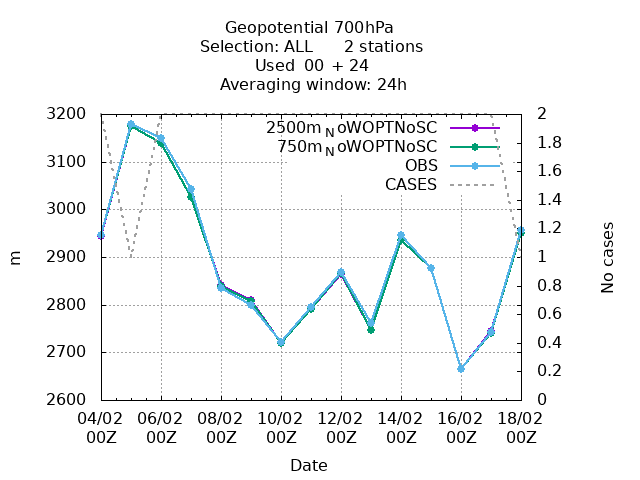 Geopotential 700hPa
Selection: ALL 2 stations
Used 00 + 24
Averaging window: 24h
2500m_NoWOPTNoSC
750m_NoWOPTNoSC
OBS
CASES
3200
3100
3000
2900
2800
2700
2600
m
2
1.8
1.6
1.4
1.2
1
0.8
0.6
0.4
0.2
0
No cases
04/02 06/02 08/02 10/02 12/02 14/02 16/02 18/02
00Z 00Z 00Z 00Z 00Z 00Z 00Z 00Z
Date